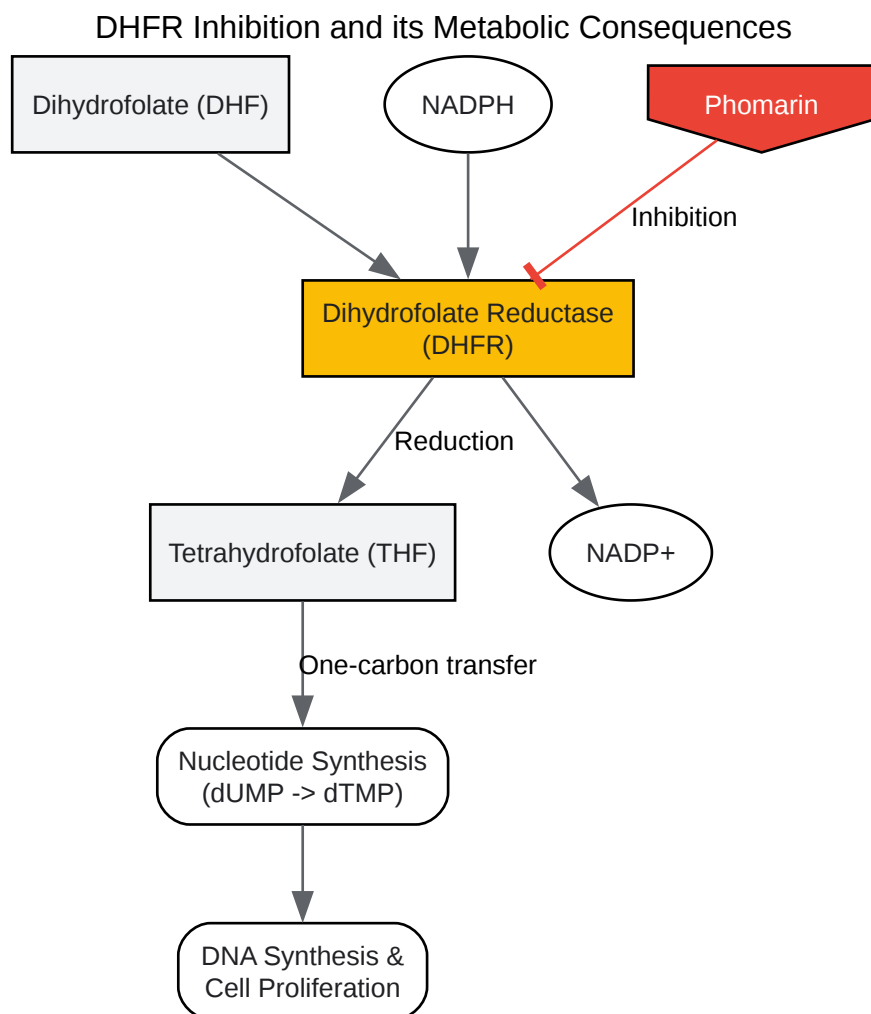 DHFR Inhibition and its Metabolic Consequences
Dihydrofolate (DHF)
NADPH
Phomarin
Inhibition
Dihydrofolate Reductase
(DHFR)
Reduction
Tetrahydrofolate (THF)
NADP+
One-carbon transfer
Nucleotide Synthesis
(dUMP -> dTMP)
DNA Synthesis &
Cell Proliferation